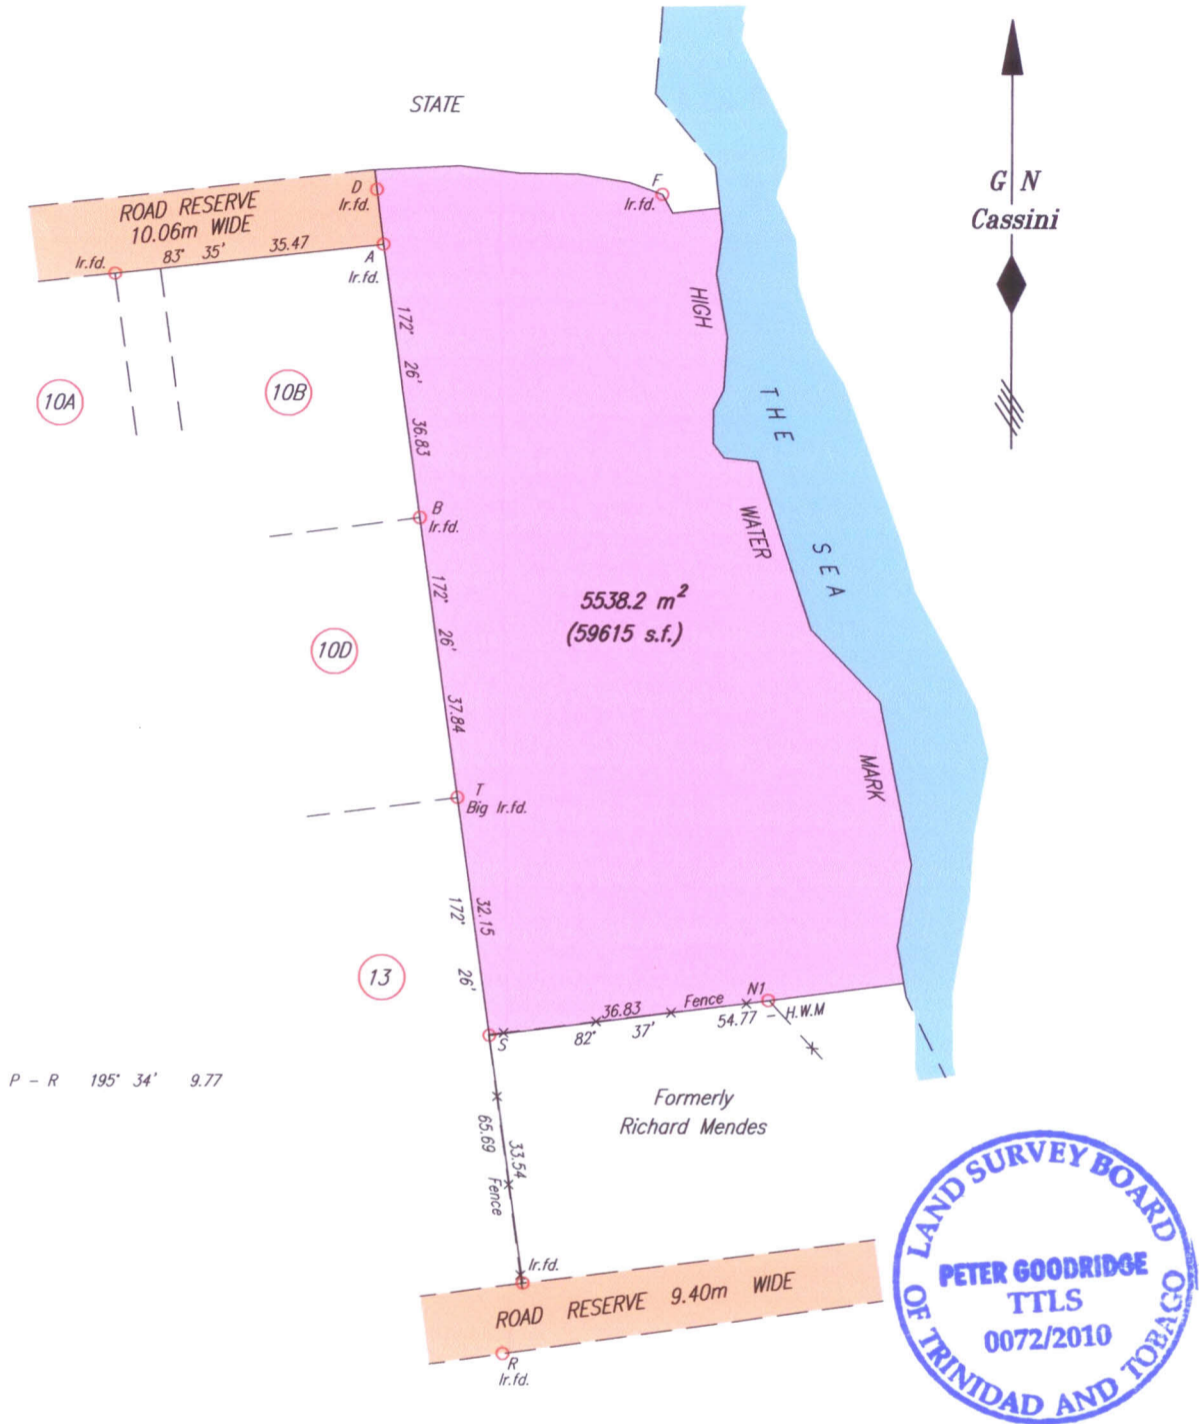 STATE
G N
Cassini
ROAD RESERVE
10.06m WIDE
D
Ir.fd.
F
Ir.fd.
Ir.fd.
83° 35' 35.47
A
Ir.fd.
HIGH
172° 26' 36.83
10A
10B
THE
B
Ir.fd.
WATER
SEA
172° 26' 37.84
5538.2 m²
(59615 s.f.)
10D
MARK
T
Big Ir.fd.
172° 26'
32.15
13
36.83 Fence N1
82° 37' 54.77 – H.W.M
S
P – R 195° 34' 9.77
Formerly
Richard Mendes
33.54
65.69 Fence
Ir.fd.
ROAD RESERVE 9.40m WIDE
R
Ir.fd.
LAND SURVEY BOARD
PETER GOODRIDGE
TTLS
0072/2010
OF TRINIDAD AND TOBAGO